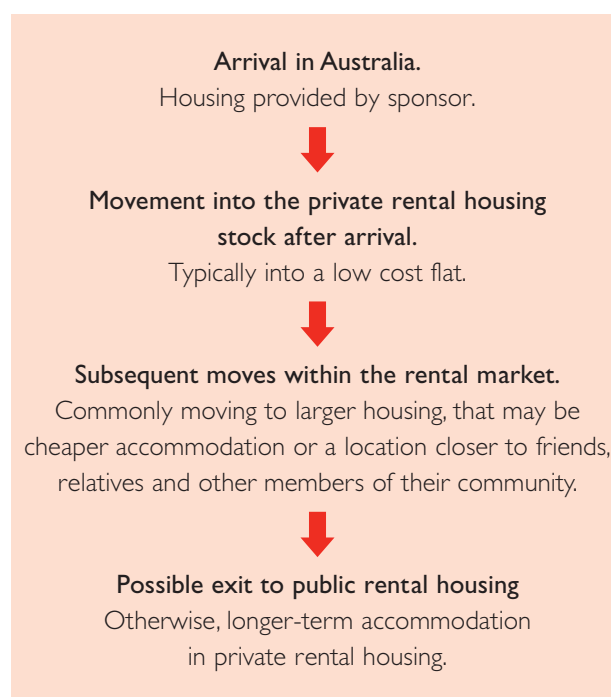 Arrival in Australia.
Housing provided by sponsor.
Movement into the private rental housing
stock after arrival.
Typically into a low cost flat.
Subsequent moves within the rental market.
Commonly moving to larger housing, that may be
cheaper accommodation or a location closer to friends,
relatives and other members of their community.
Possible exit to public rental housing
Otherwise, longer-term accommodation
in private rental housing.